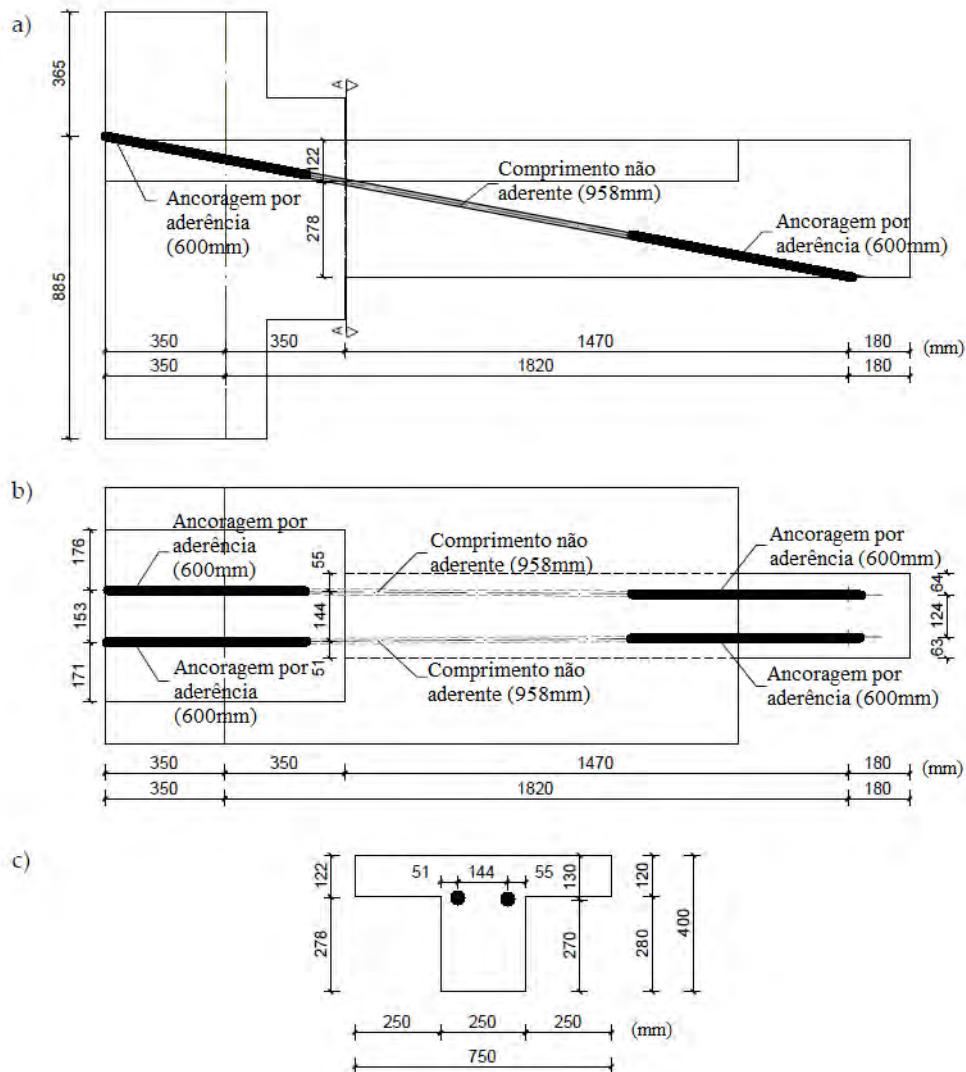 a)
365
885
A
122
278
Ancoragem por
aderência
(600mm)
Comprimento não
aderente (958mm)
Ancoragem por
aderência (600mm)
A
350
350
1470
180
(mm)
350
1820
180
b)
176
153
171
Ancoragem por
aderência
(600mm)
55
144
51
Comprimento não
aderente (958mm)
Ancoragem por
aderência (600mm)
64
124
63
Ancoragem por
aderência
(600mm)
Comprimento não
aderente (958mm)
Ancoragem por
aderência (600mm)
350
350
1470
180
(mm)
350
1820
180
c)
122
278
51
144
55
130
270
120
280
400
250
250
250
(mm)
750